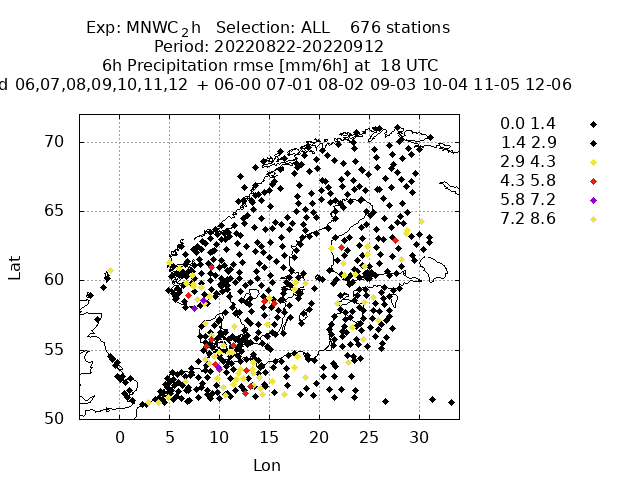 Exp: MNWC2h Selection: ALL 676 stations
Period: 20220822-20220912
6h Precipitation rmse [mm/6h] at 18 UTC
06,07,08,09,10,11,12 + 06-00 07-01 08-02 09-03 10-04 11-05 12-06
70
65
60
55
50
Lat
0 5 10 15 20 25 30
Lon
0.0 1.4
1.4 2.9
2.9 4.3
4.3 5.8
5.8 7.2
7.2 8.6